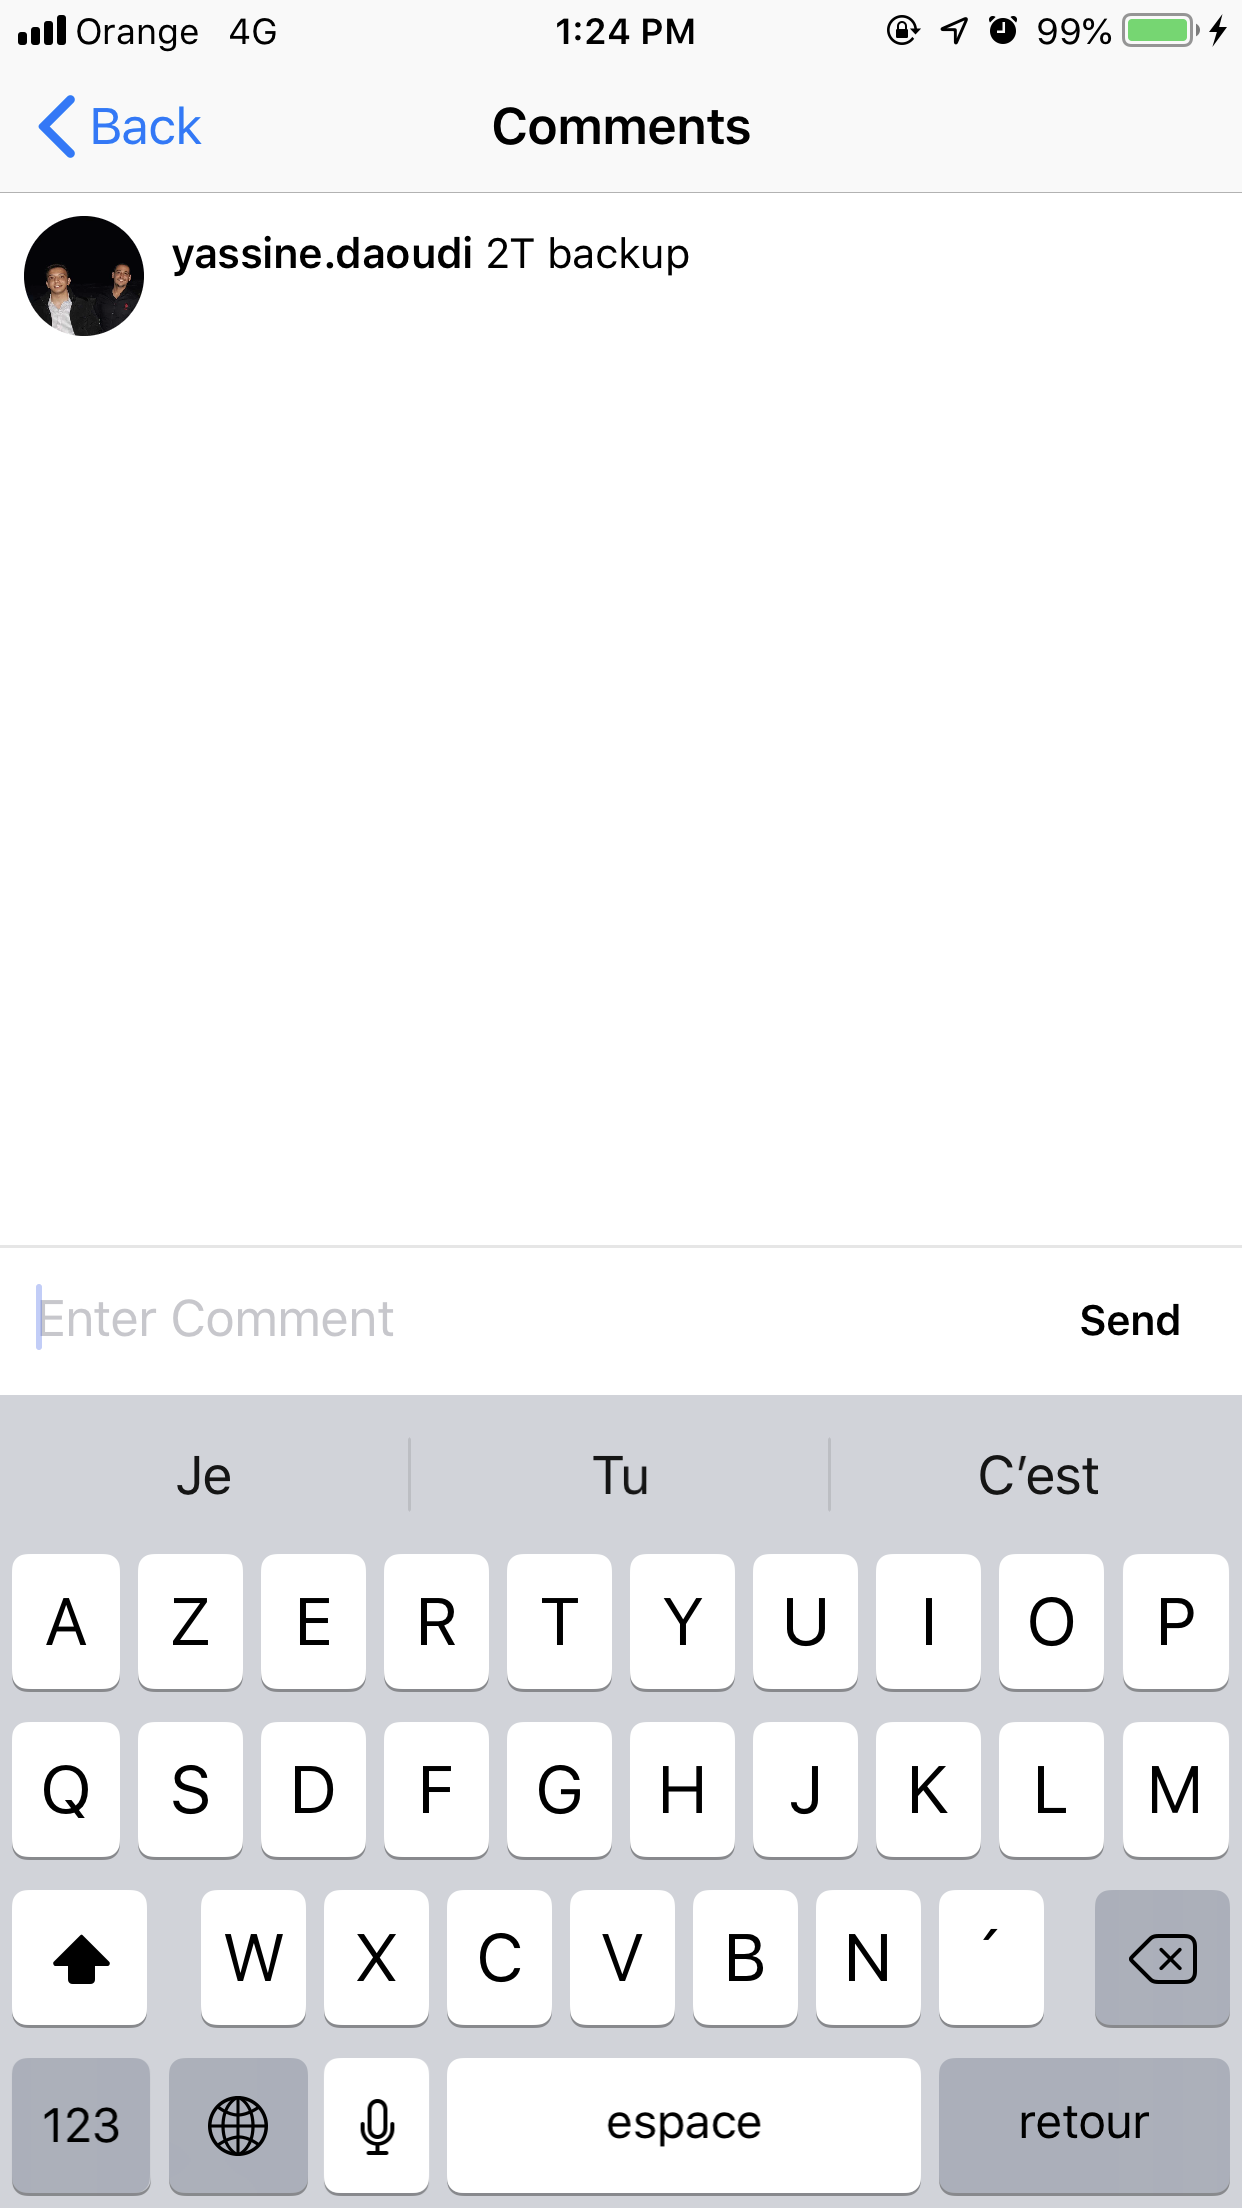 Orange 4G 1:24 PM 99%
Back Comments
yassine.daoudi 2T backup
Enter Comment Send
Je Tu C’est
A Z E R T Y U I O P
Q S D F G H J K L M
W X C V B N ´
123 espace retour